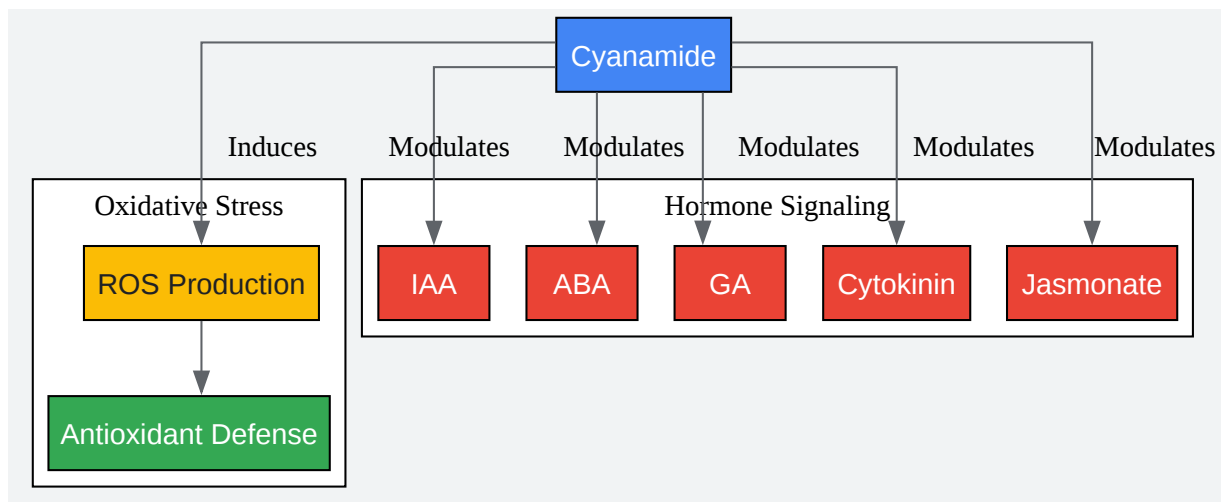 Cyanamide
Induces
Modulates
Modulates
Modulates
Modulates
Modulates
Oxidative Stress
Hormone Signaling
ROS Production
IAA
ABA
GA
Cytokinin
Jasmonate
Antioxidant Defense